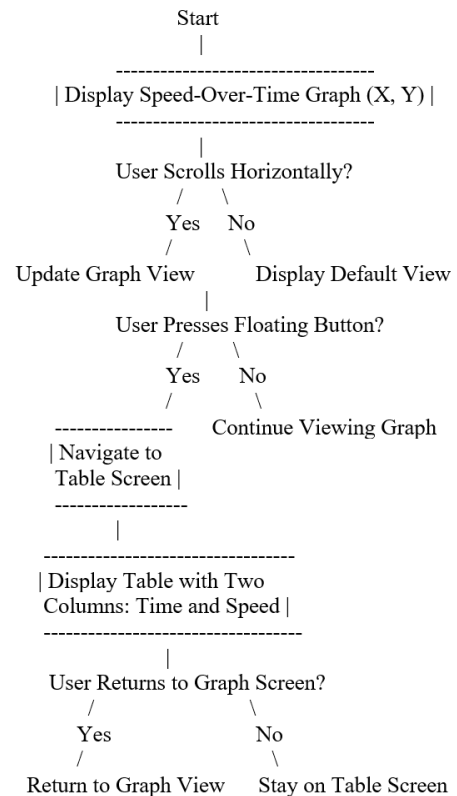 Start
|
-----------------------------------
| Display Speed-Over-Time Graph (X, Y) |
-----------------------------------
|
User Scrolls Horizontally?
/ \
Yes No
/ \
Update Graph View Display Default View
|
User Presses Floating Button?
/ \
Yes No
/ \
---------------- Continue Viewing Graph
| Navigate to
Table Screen |
------------------
|
----------------------------------
| Display Table with Two
Columns: Time and Speed |
-----------------------------------
|
User Returns to Graph Screen?
/ \
Yes No
/ \
Return to Graph View Stay on Table Screen